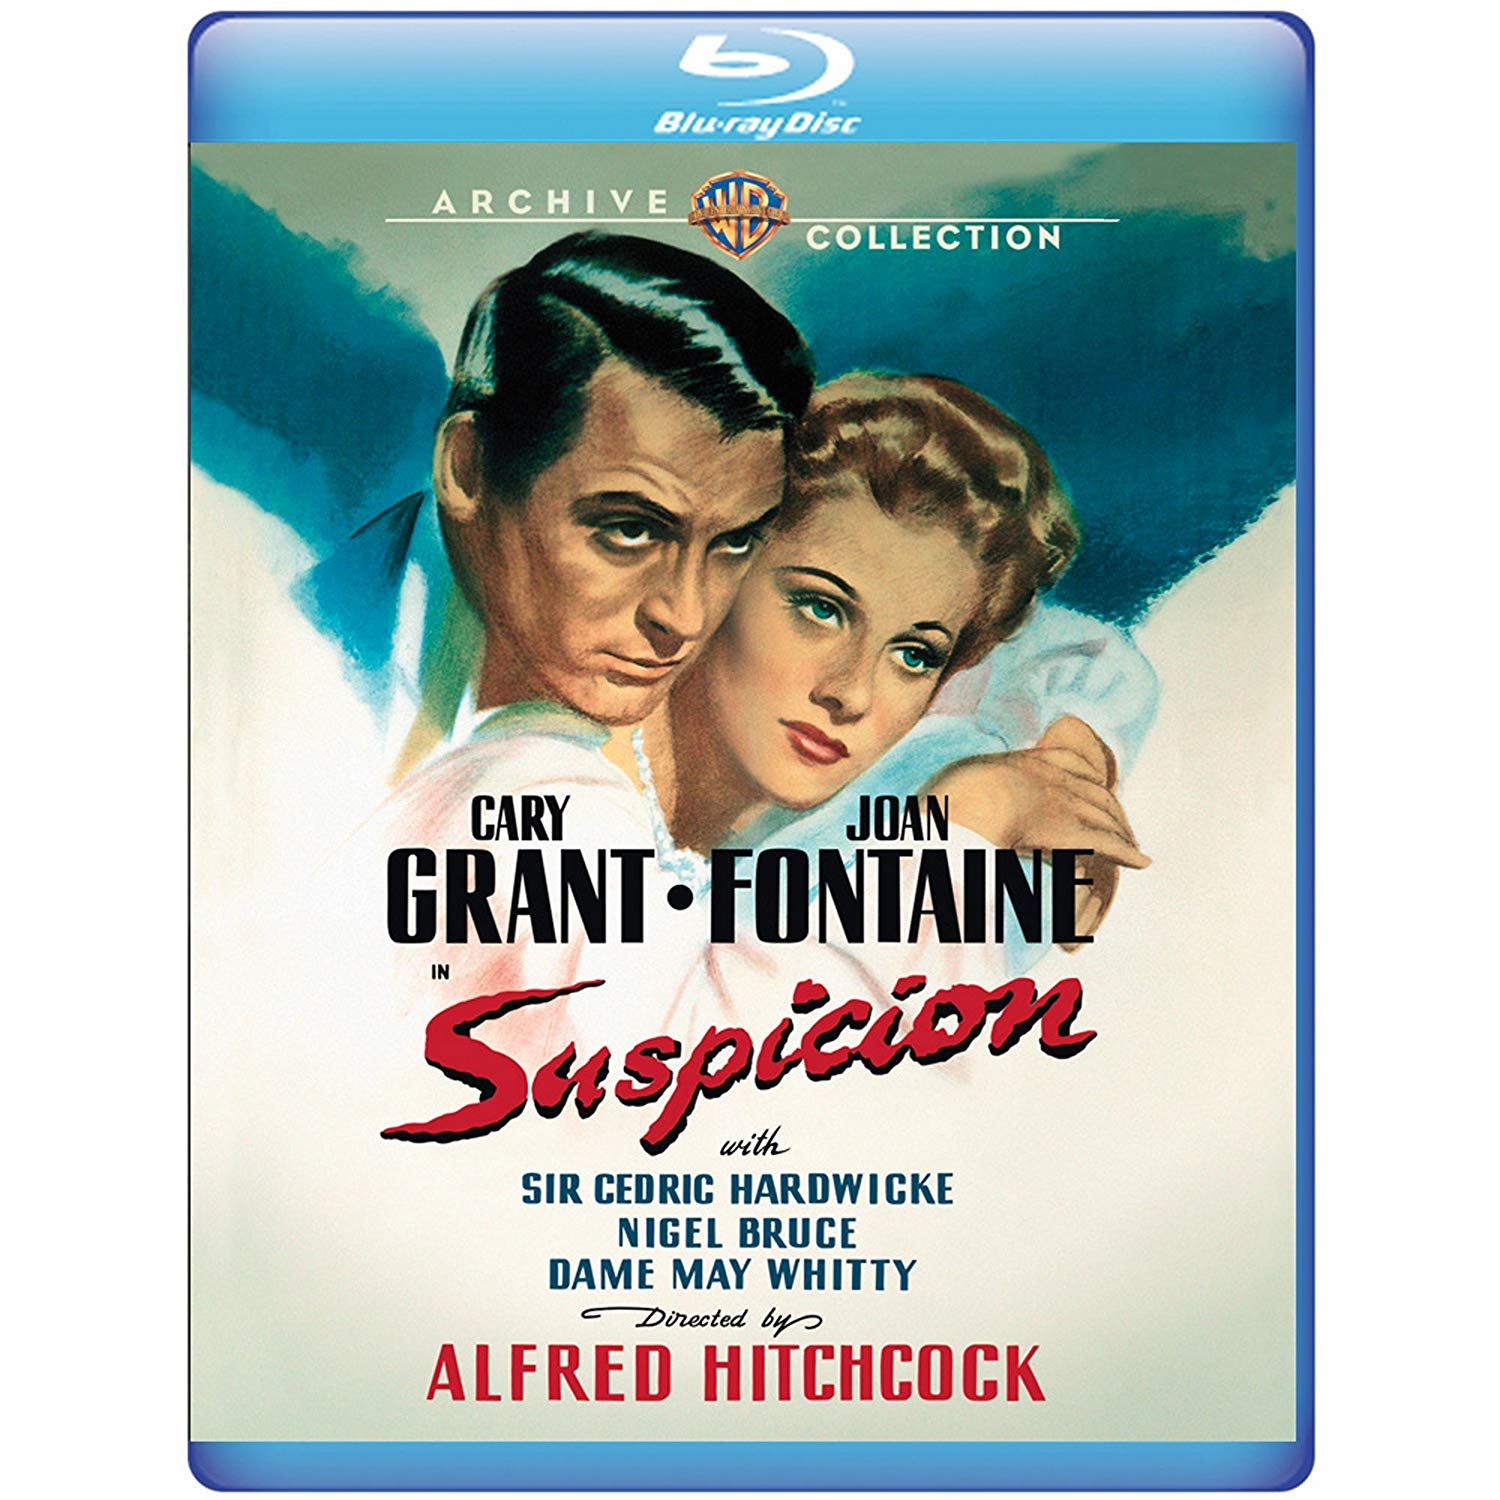 Blu-ray Disc
ARCHIVE WB COLLECTION
CARY GRANT • JOAN FONTAINE
IN
Suspicion
with
SIR CEDRIC HARDWICKE
NIGEL BRUCE
DAME MAY WHITTY
Directed by
ALFRED HITCHCOCK